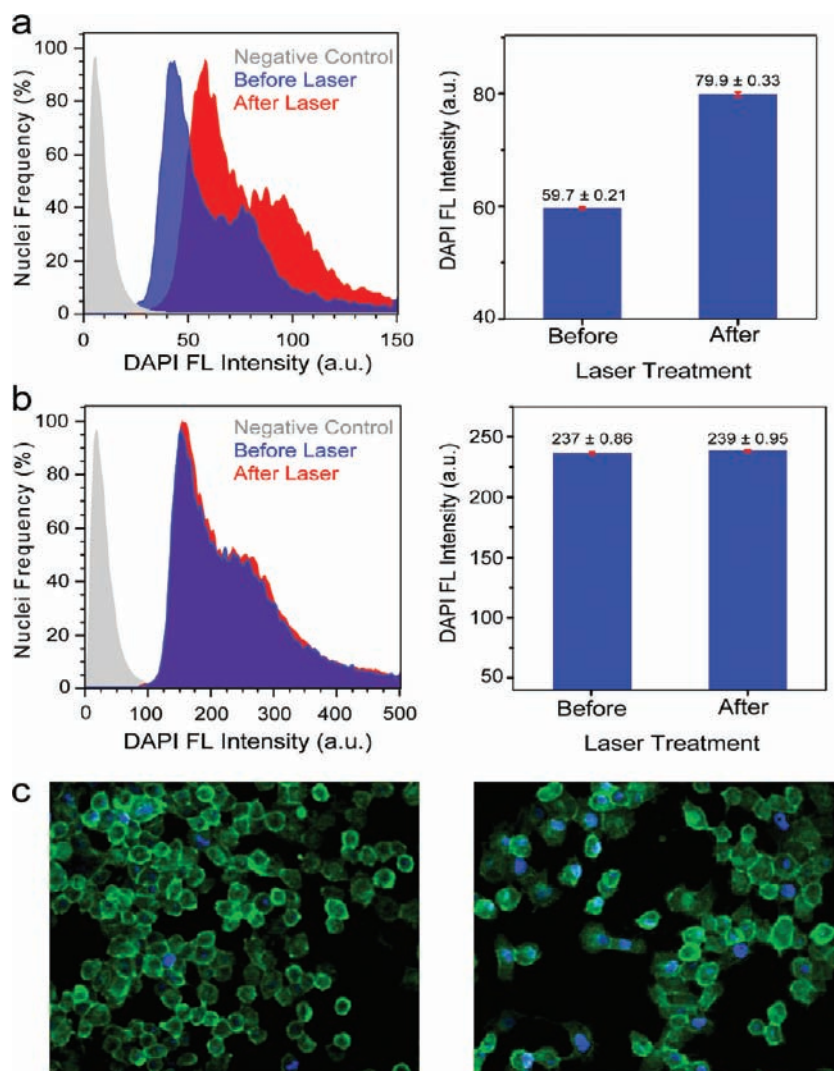 a
Negative Control
Before Laser
After Laser
Nuclei Frequency (%)
100
80
60
40
20
0
0
50
100
150
DAPI FL Intensity (a.u.)
DAPI FL Intensity (a.u.)
80
60
40
59.7 ± 0.21
79.9 ± 0.33
Before
After
Laser Treatment
b
Negative Control
Before Laser
After Laser
Nuclei Frequency (%)
100
80
60
40
20
0
0
100
200
300
400
500
DAPI FL Intensity (a.u.)
DAPI FL Intensity (a.u.)
250
200
150
100
50
237 ± 0.86
239 ± 0.95
Before
After
Laser Treatment
c